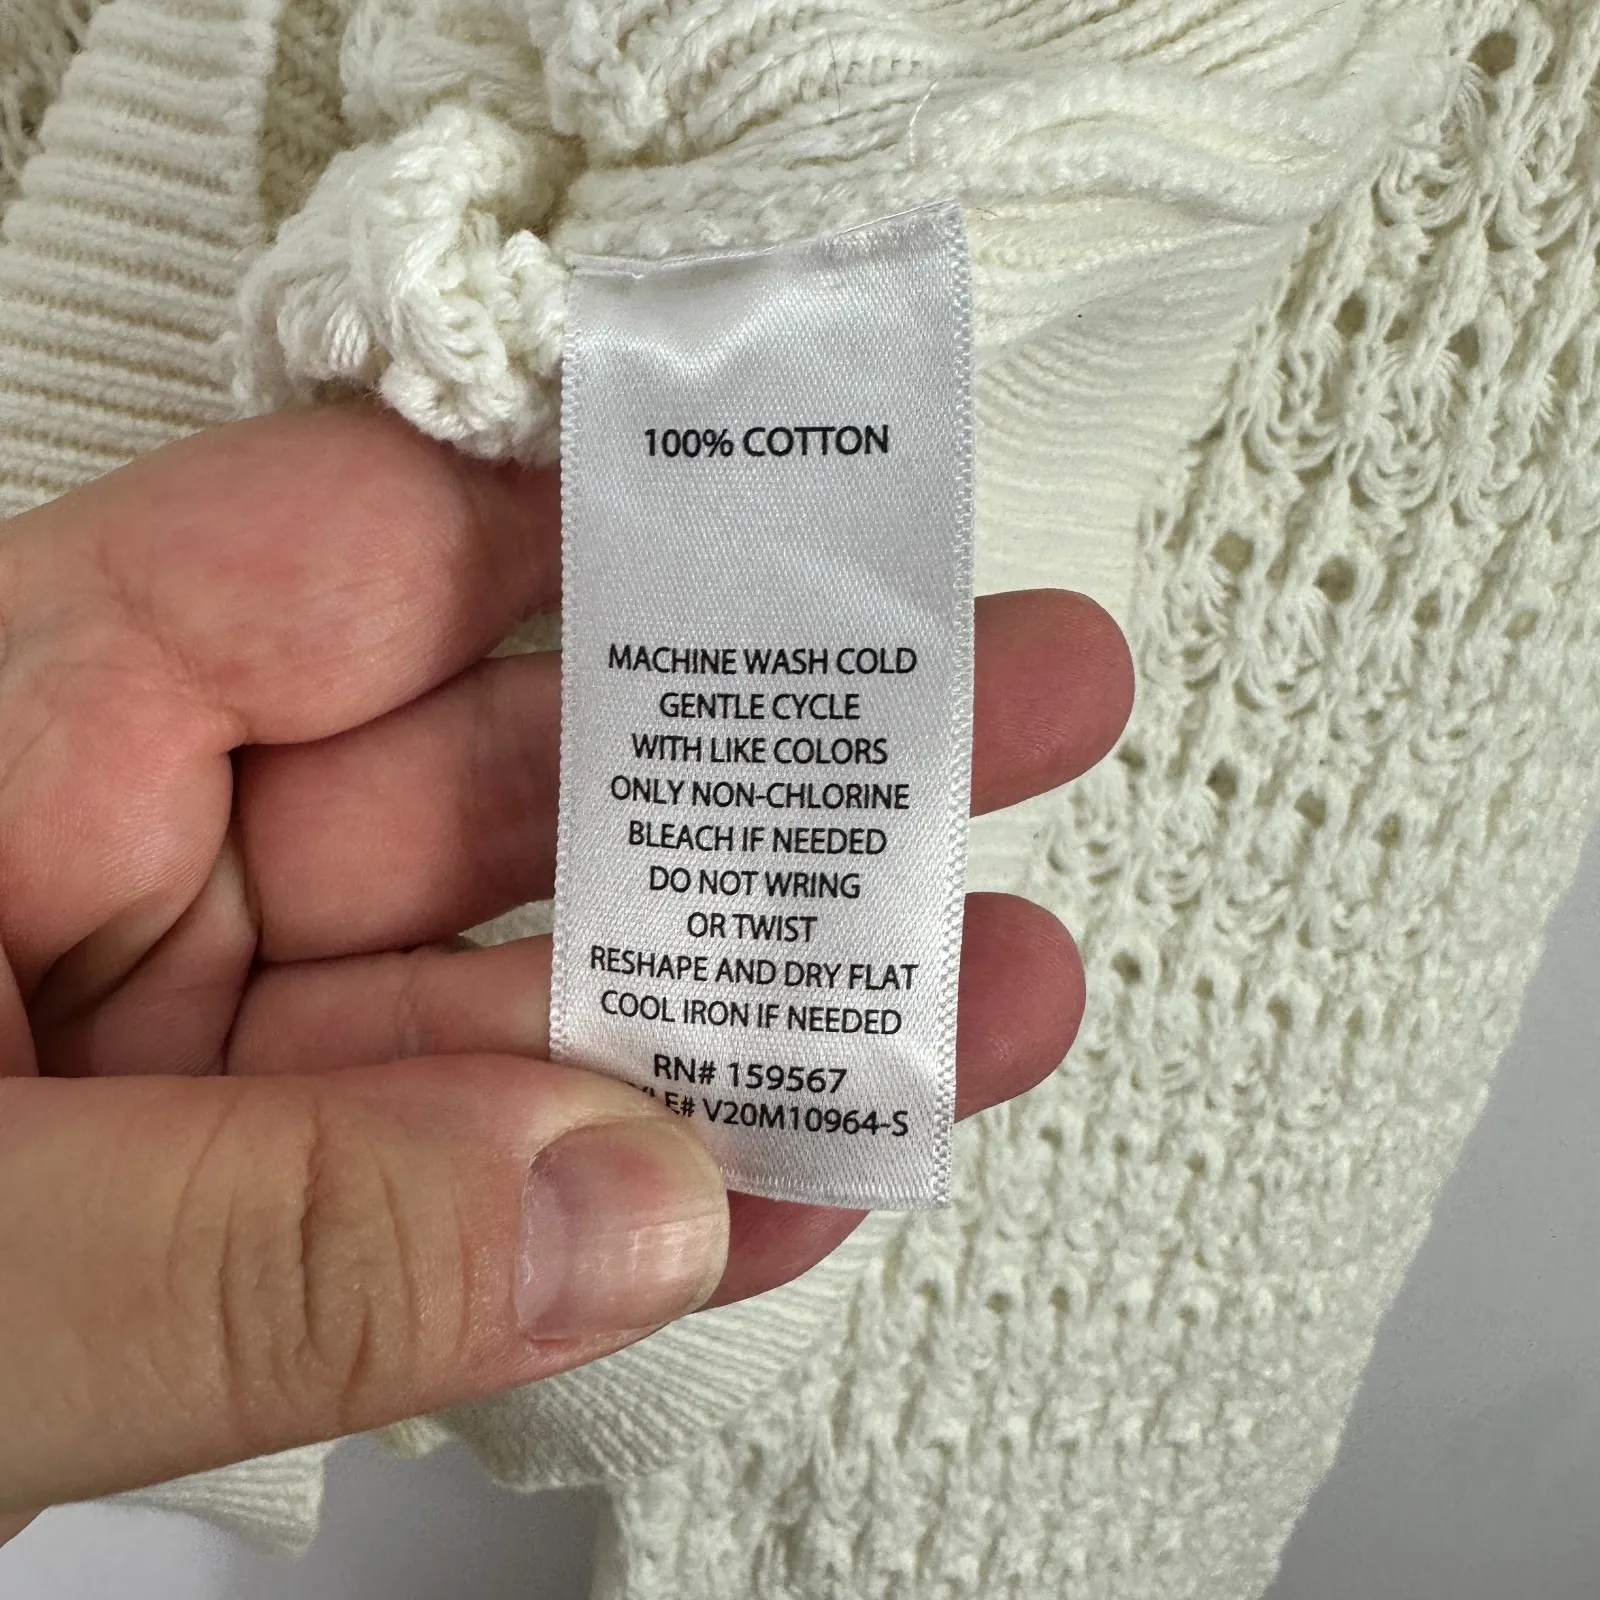 100% COTTON
MACHINE WASH COLD
GENTLE CYCLE
WITH LIKE COLORS
ONLY NON-CHLORINE
BLEACH IF NEEDED
DO NOT WRING
OR TWIST
RESHAPE AND DRY FLAT
COOL IRON IF NEEDED
RN# 159567
V20M10964-S